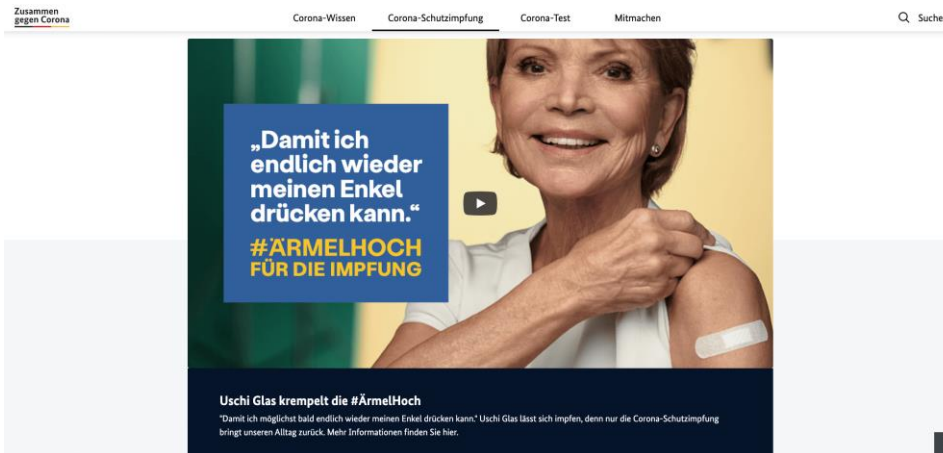 Zusammen
gegen Corona
Corona-Wissen Corona-Schutzimpfung Corona-Test Mitmachen Suche
„Damit ich
endlich wieder
meinen Enkel
drücken kann.“
#ÄRMELHOCH
FÜR DIE IMPFUNG
Uschi Glas krempelt die #ÄrmelHoch
"Damit ich möglichst bald endlich wieder meinen Enkel drücken kann." Uschi Glas lässt sich impfen, denn nur die Corona-Schutzimpfung
bringt unseren Alltag zurück. Mehr Informationen finden Sie hier.